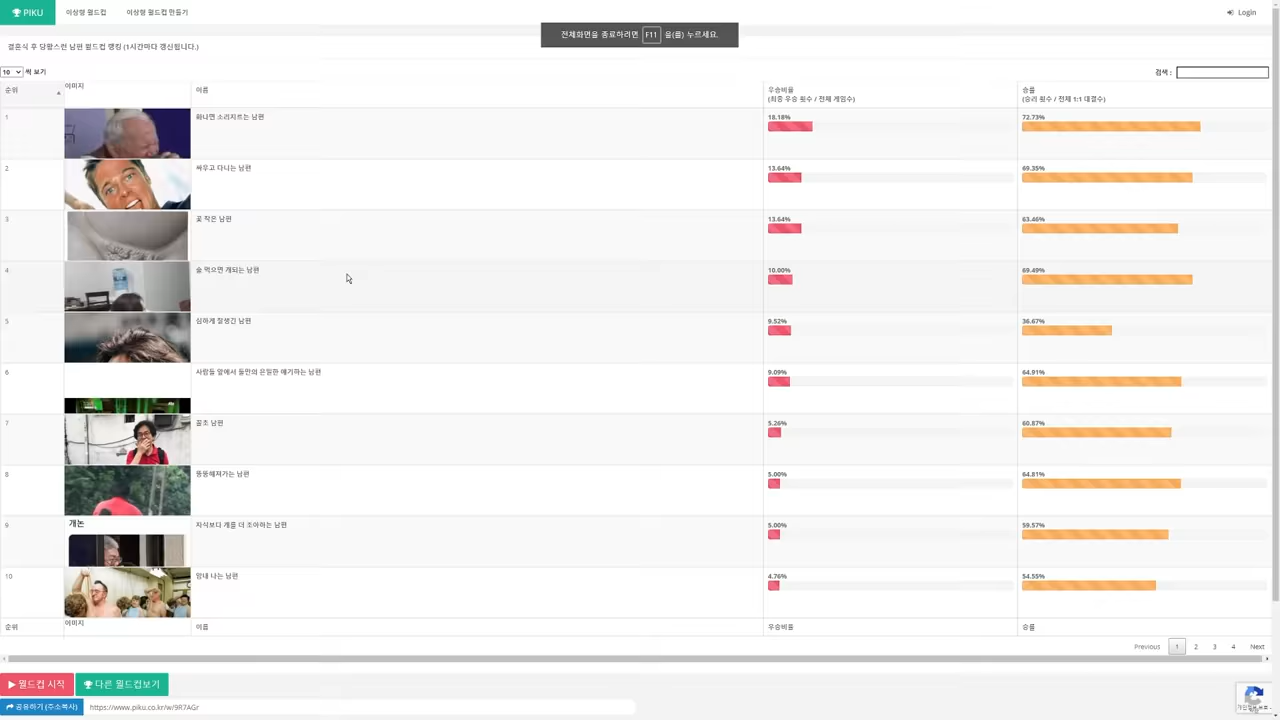 PIKU 이상형 월드컵 이상형 월드컵 만들기 Login
전체화면을 종료하려면 F11 을(를) 누르세요.
결혼식 후 당황스런 남편 월드컵 랭킹 (1시간마다 갱신됩니다.)
10 씩 보기 검색 :
순위 이미지 이름 우승비율 승률
(최종 우승 횟수 / 전체 게임수) (승리 횟수 / 전체 1:1 대결수)
1 화나면 소리지르는 남편 18.18% 72.73%
2 싸우고 다니는 남편 13.64% 69.35%
3 꽃 작은 남편 13.64% 63.46%
4 술 먹으면 개되는 남편 10.00% 69.49%
5 심하게 잘생긴 남편 9.52% 36.67%
6 사람들 앞에서 둘만의 은밀한 얘기하는 남편 9.09% 64.91%
7 꼴초 남편 5.26% 60.87%
8 뚱뚱해져가는 남편 5.00% 64.81%
9 개논 자식보다 개를 더 조아하는 남편 5.00% 59.57%
10 암내 나는 남편 4.76% 54.55%
순위 이미지 이름 우승비율 승률
Previous 1 2 3 4 Next
월드컵 시작 다른 월드컵보기
공유하기 (주소복사) https://www.piku.co.kr/w/9R7AGr